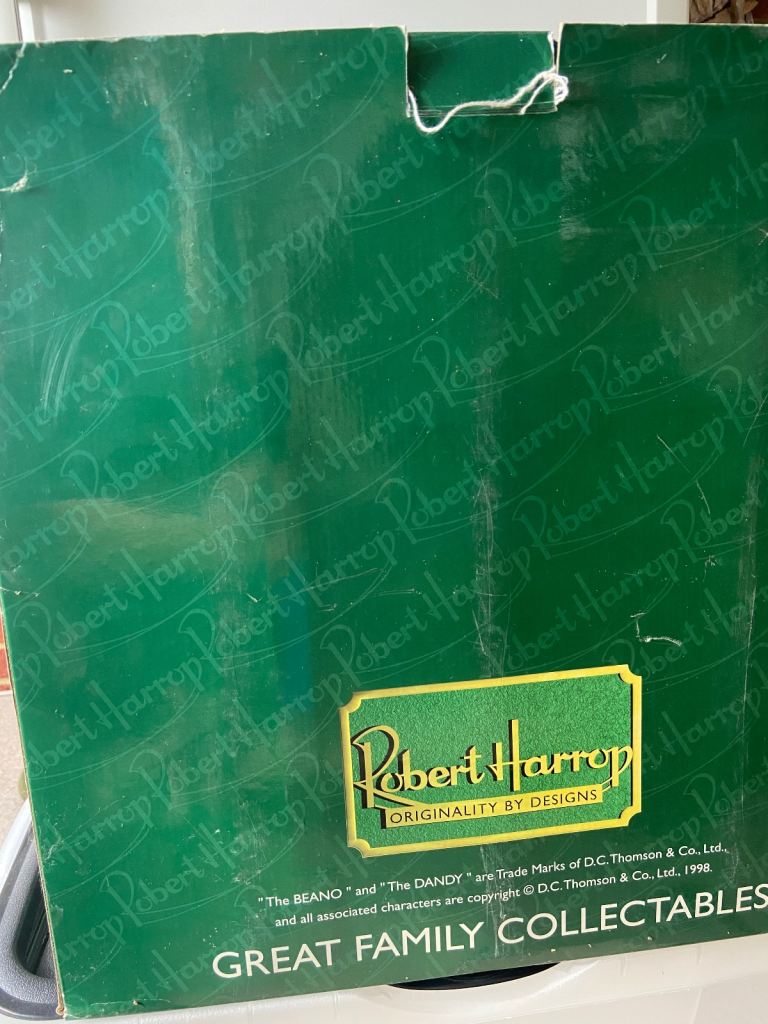 Robert Harrop
ORIGINALITY BY DESIGNS
"The BEANO" and "The DANDY" are Trade Marks of D.C. Thomson & Co., Ltd.,
and all associated characters are copyright © D.C. Thomson & Co., Ltd., 1998.
GREAT FAMILY COLLECTABLES